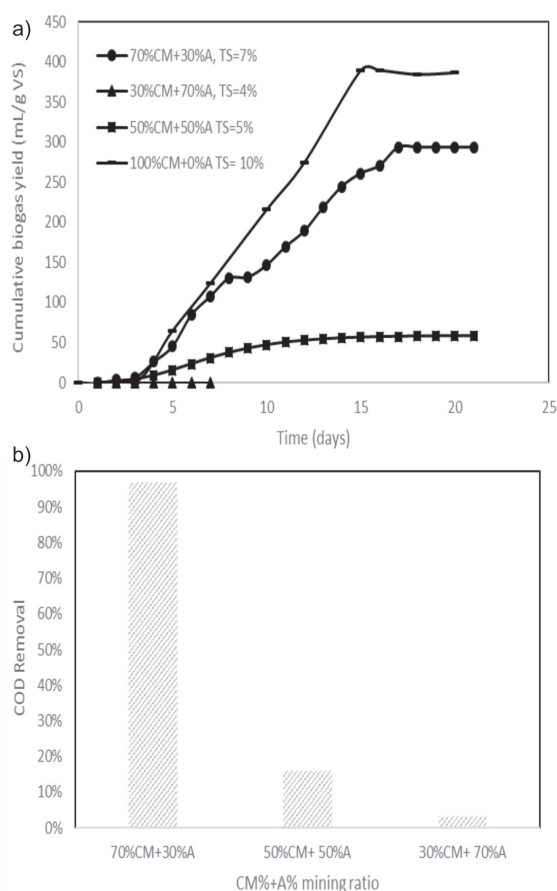 a)
Cumulative biogas yield (mL/g VS)
450
400
350
300
250
200
150
100
50
0
70%CM+30%A, TS=7%
30%CM+70%A, TS=4%
50%CM+50%A TS=5%
100%CM+0%A TS= 10%
0 5 10 15 20 25
Time (days)
b)
COD Removal
100%
90%
80%
70%
60%
50%
40%
30%
20%
10%
0%
70%CM+30%A 50%CM+ 50%A 30%CM+ 70%A
CM%+A% mining ratio